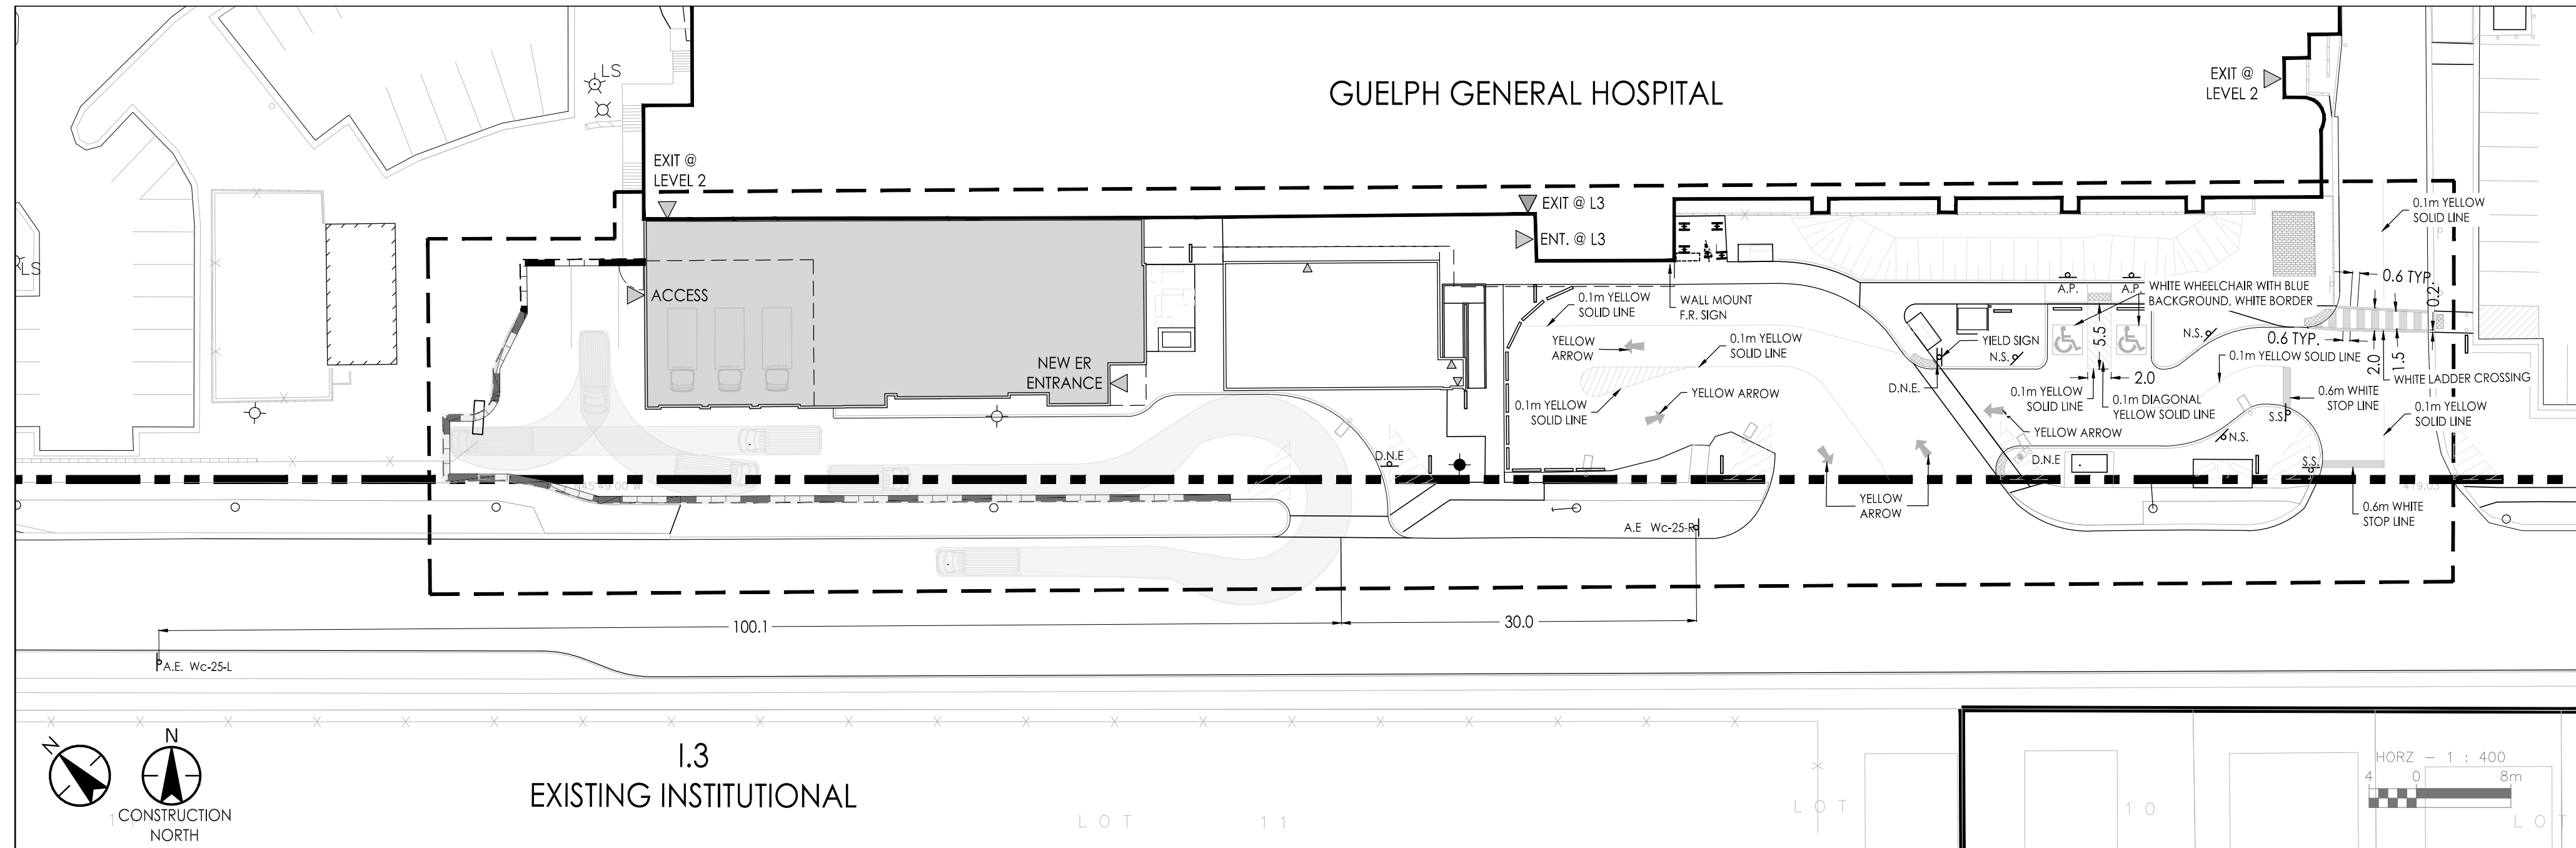 LS
GUELPH GENERAL HOSPITAL
EXIT @
LEVEL 2
EXIT @
LEVEL 2
LS
EXIT @ L3
ENT. @ L3
0.1m YELLOW
SOLID LINE
ACCESS
0.1m YELLOW
SOLID LINE
WALL MOUNT
F.R. SIGN
A.P.
A.P.
WHITE WHEELCHAIR WITH BLUE
BACKGROUND, WHITE BORDER
0.6 TYP.
0.2
YELLOW
ARROW
0.1m YELLOW
SOLID LINE
YIELD SIGN
N.S.
N.S.
5.5
0.6 TYP.
2.0
1.5
0.1m YELLOW SOLID LINE
NEW ER
ENTRANCE
YELLOW ARROW
D.N.E.
2.0
WHITE LADDER CROSSING
0.1m YELLOW
SOLID LINE
0.1m YELLOW
SOLID LINE
0.1m DIAGONAL
YELLOW SOLID LINE
0.6m WHITE
STOP LINE
S.S.
0.1m YELLOW
SOLID LINE
YELLOW ARROW
N.S.
D.N.E
D.N.E
S.S.
N45°49'00"W
YELLOW
ARROW
0.6m WHITE
STOP LINE
A.E Wc-25-R
100.1
30.0
A.E. Wc-25-L
N
N
CONSTRUCTION
NORTH
I.3
EXISTING INSTITUTIONAL
LOT 11
LOT
10
HORZ - 1 : 400
4 0 8m
LOT